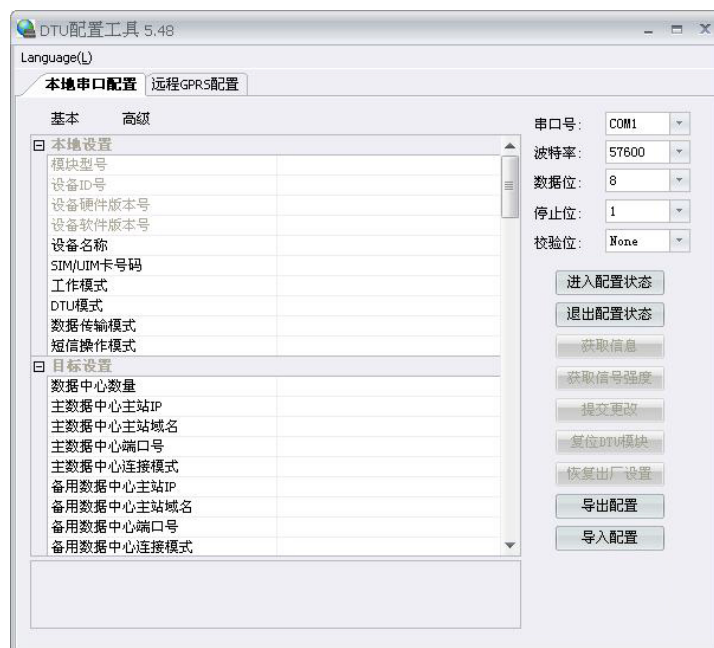 DTU配置工具 5.48
Language(L)
本地串口配置 远程GPRS配置
基本 高级
本地设置
模块型号
设备ID号
设备硬件版本号
设备软件版本号
设备名称
SIM/UIM卡号码
工作模式
DTU模式
数据传输模式
短信操作模式
目标设置
数据中心数量
主数据中心主站IP
主数据中心主站域名
主数据中心端口号
主数据中心连接模式
备用数据中心主站IP
备用数据中心主站域名
备用数据中心端口号
备用数据中心连接模式
串口号: COM1
波特率: 57600
数据位: 8
停止位: 1
校验位: None
进入配置状态
退出配置状态
获取信息
获取信号强度
提交更改
复位DTU模块
恢复出厂设置
导出配置
导入配置